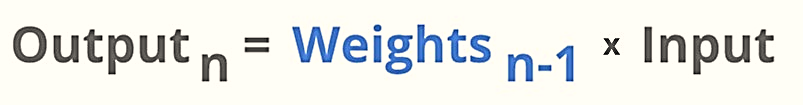 Output n = Weights n-1 x Input